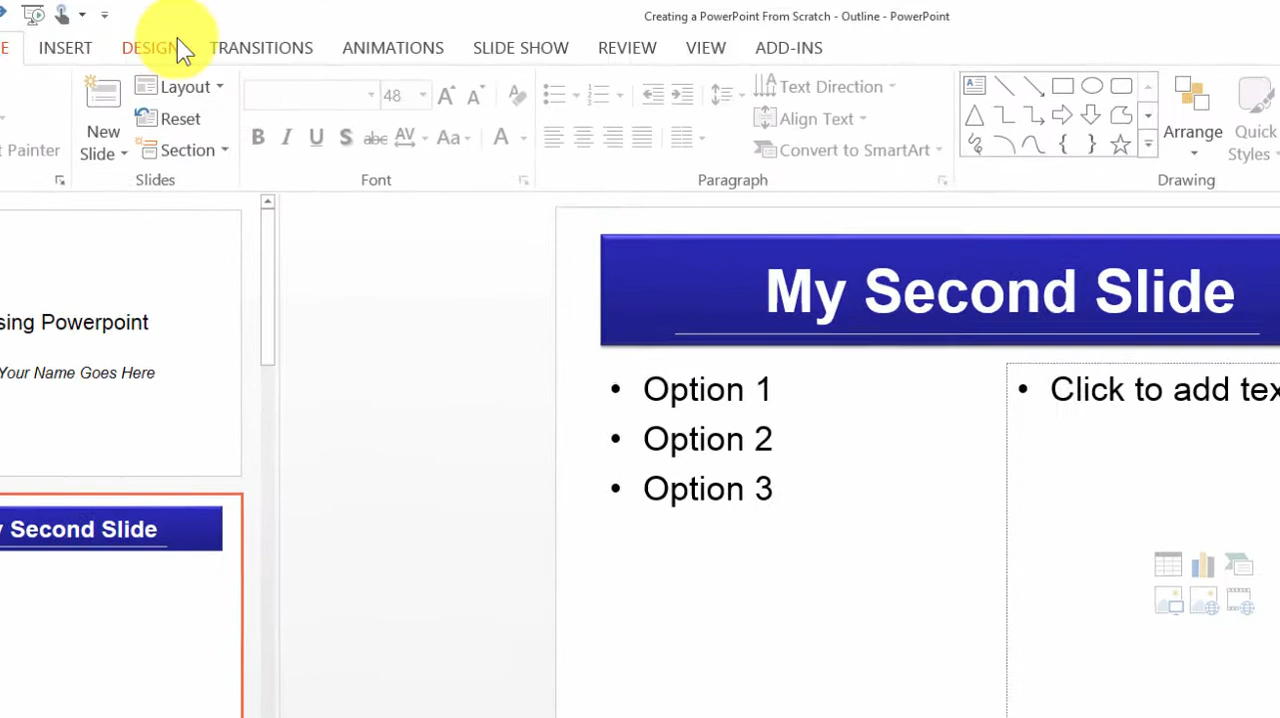 Creating a PowerPoint From Scratch - Outline - PowerPoint
E INSERT DESIGN TRANSITIONS ANIMATIONS SLIDE SHOW REVIEW VIEW ADD-INS
New
Slide
Layout
Reset
Section
t Painter
Slides
48
B I U S abc AV Aa A
Font
Text Direction
Align Text
Convert to SmartArt
Paragraph
Arrange
Quick
Styles
Drawing
sing Powerpoint
Your Name Goes Here
y Second Slide
My Second Slide
• Option 1
• Option 2
• Option 3
• Click to add tex